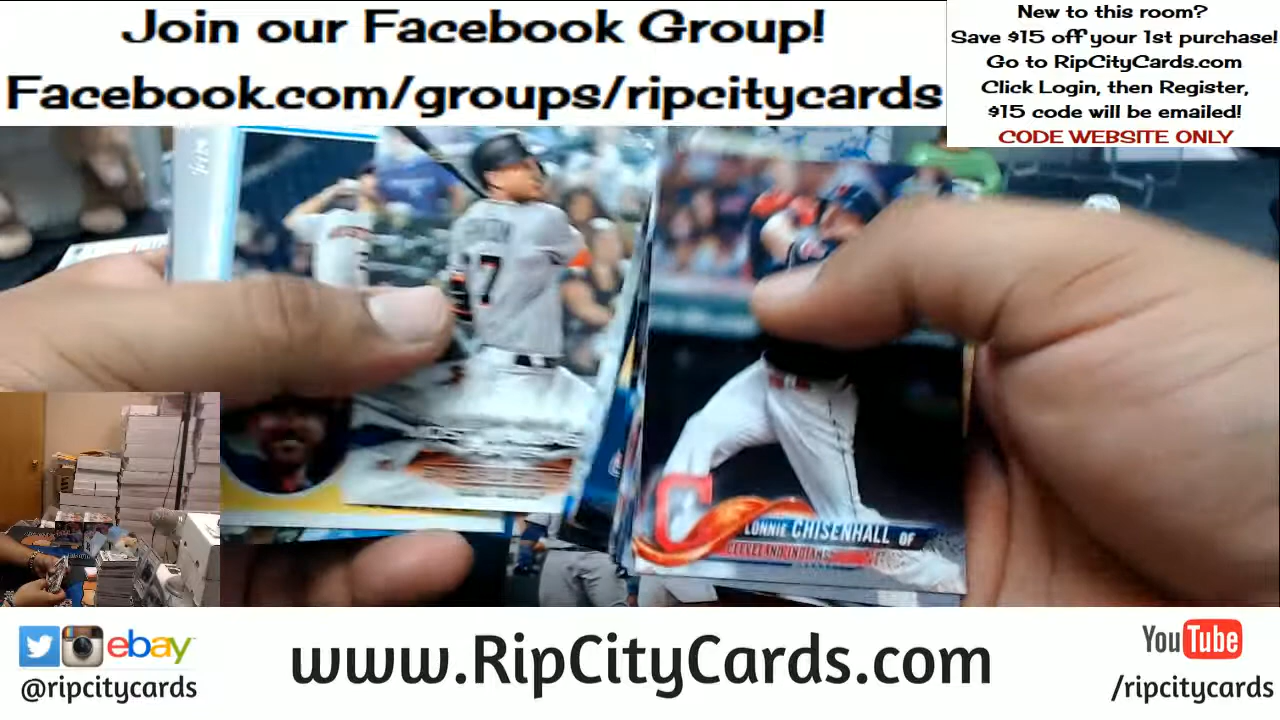 Join our Facebook Group!
Facebook.com/groups/ripcitycards
New to this room?
Save $15 off your 1st purchase!
Go to RipCityCards.com
Click Login, then Register,
$15 code will be emailed!
CODE WEBSITE ONLY
7
LONNIE CHISENHALL OF
CLEVELAND INDIANS
ebay
@ripcitycards
www.RipCityCards.com
YouTube
/ripcitycards